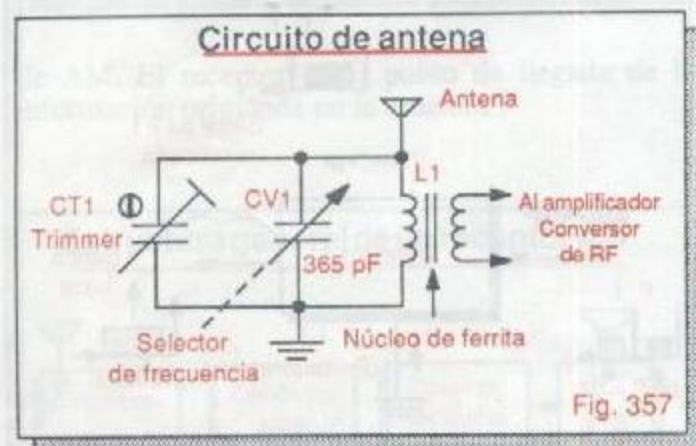 Circuito de antena
Antena
L1
CT1
Trimmer
CV1
365 pF
Al amplificador
Conversor
de RF
Selector
de frecuencia
Núcleo de ferrita
Fig. 357